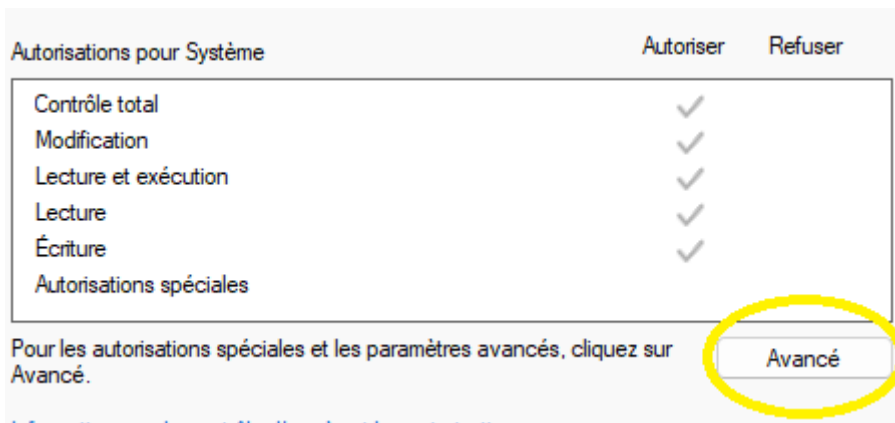 Autorisations pour Système Autoriser Refuser
Contrôle total
Modification
Lecture et exécution
Lecture
Écriture
Autorisations spéciales
Pour les autorisations spéciales et les paramètres avancés, cliquez sur
Avancé.
Avancé